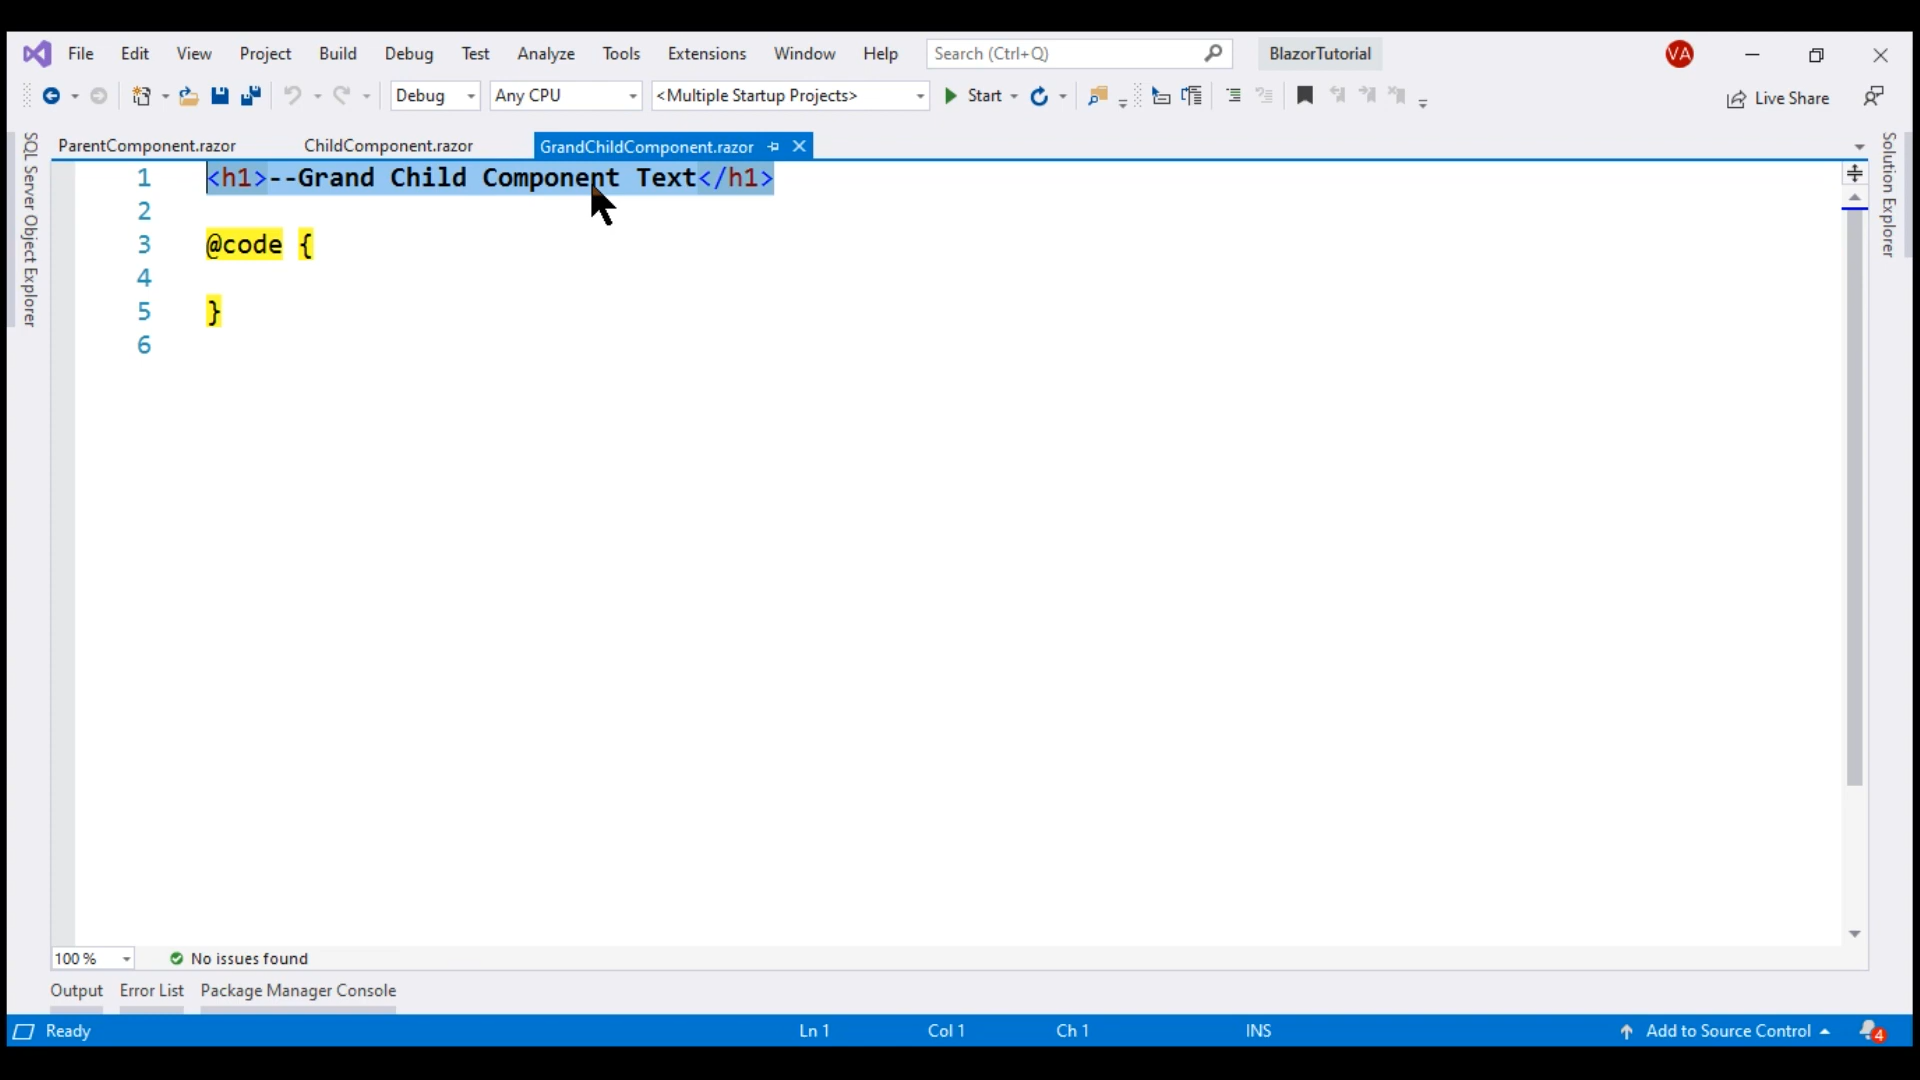 File Edit View Project Build Debug Test Analyze Tools Extensions Window Help Search (Ctrl+Q) BlazorTutorial VA
Debug Any CPU <Multiple Startup Projects> Start Live Share
SQL Server Object Explorer
ParentComponent.razor ChildComponent.razor GrandChildComponent.razor
Solution Explorer
1 <h1>--Grand Child Component Text</h1>
2
3 @code {
4
5 }
6
100 % No issues found
Output Error List Package Manager Console
Ready Ln 1 Col 1 Ch 1 INS Add to Source Control 4